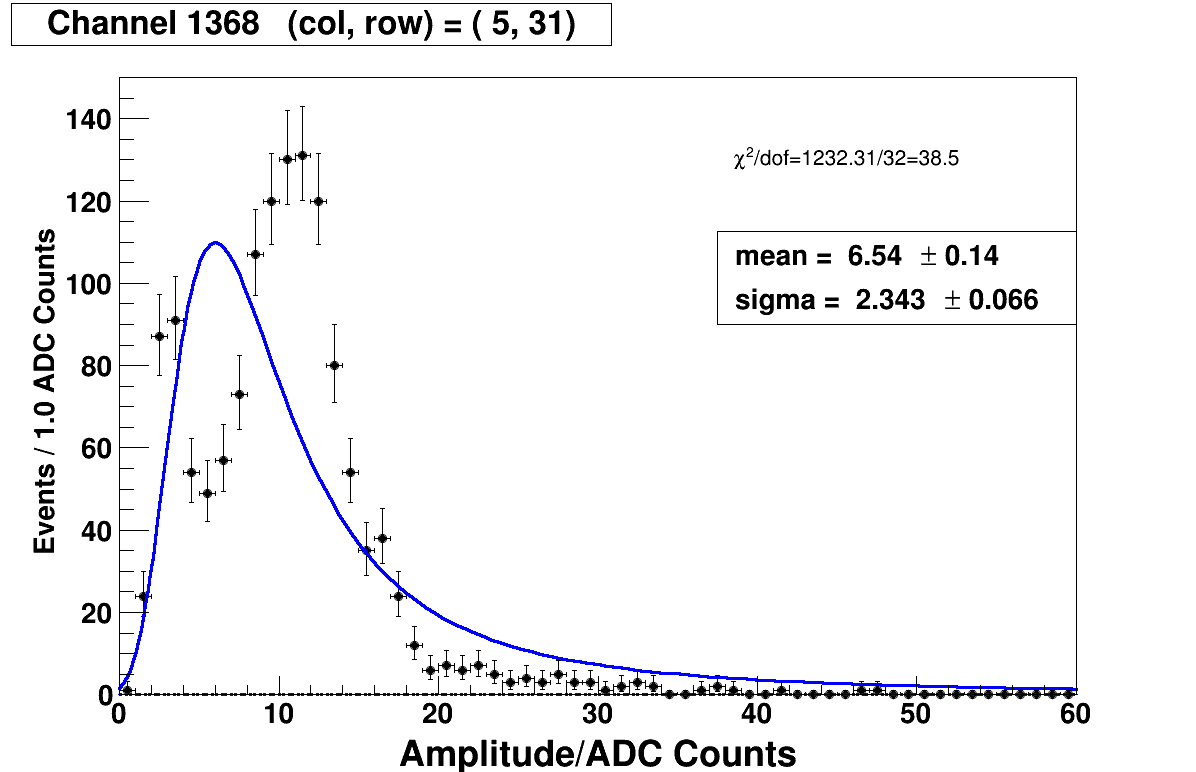 Channel 1368 (col, row) = ( 5, 31)
140
120
100
80
60
40
20
0
Events / 1.0 ADC Counts
χ²/dof=1232.31/32=38.5
mean = 6.54 ± 0.14
sigma = 2.343 ± 0.066
0 10 20 30 40 50 60
Amplitude/ADC Counts